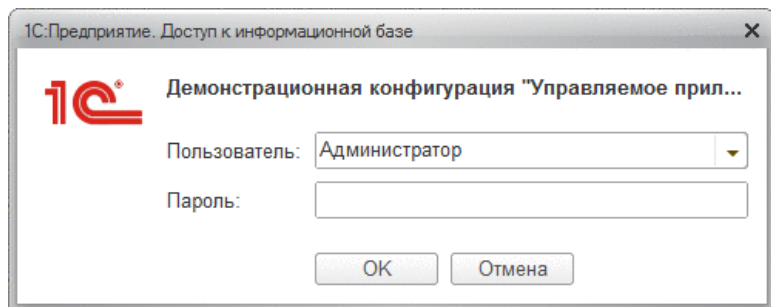 1С:Предприятие. Доступ к информационной базе
1С
Демонстрационная конфигурация "Управляемое прил...
Пользователь: Администратор
Пароль:
OK Отмена